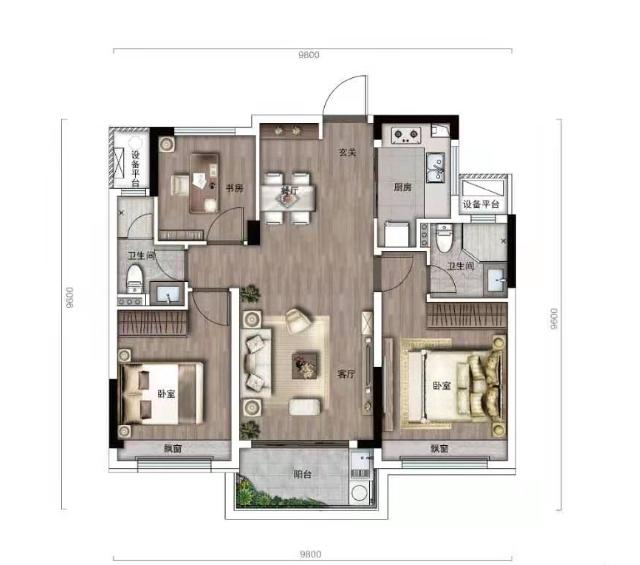 9800
玄关
设备平台
书房
餐厅
厨房
设备平台
卫生间
卫生间
9600
9600
客厅
卧室
卧室
飘窗
飘窗
阳台
9800